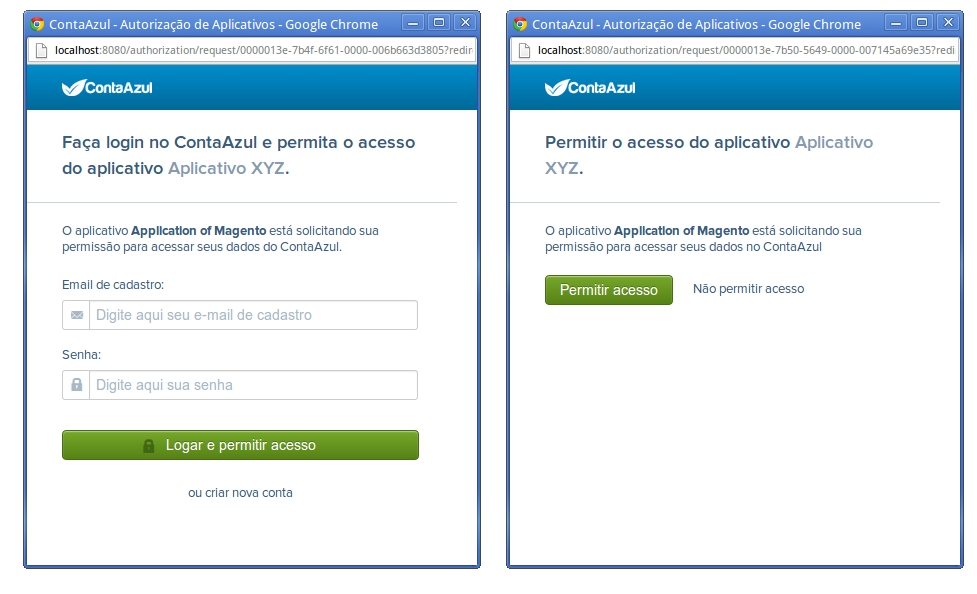 ContaAzul - Autorização de Aplicativos - Google Chrome
localhost:8080/authorization/request/0000013e-7b4f-6f61-0000-006b663d3805?redir
ContaAzul
Faça login no ContaAzul e permita o acesso
do aplicativo Aplicativo XYZ.
O aplicativo Application of Magento está solicitando sua
permissão para acessar seus dados do ContaAzul.
Email de cadastro:
Digite aqui seu e-mail de cadastro
Senha:
Digite aqui sua senha
Logar e permitir acesso
ou criar nova conta
ContaAzul - Autorização de Aplicativos - Google Chrome
localhost:8080/authorization/request/0000013e-7b50-5649-0000-007145a69e35?redi
ContaAzul
Permitir o acesso do aplicativo Aplicativo
XYZ.
O aplicativo Application of Magento está solicitando sua
permissão para acessar seus dados no ContaAzul
Permitir acesso
Não permitir acesso